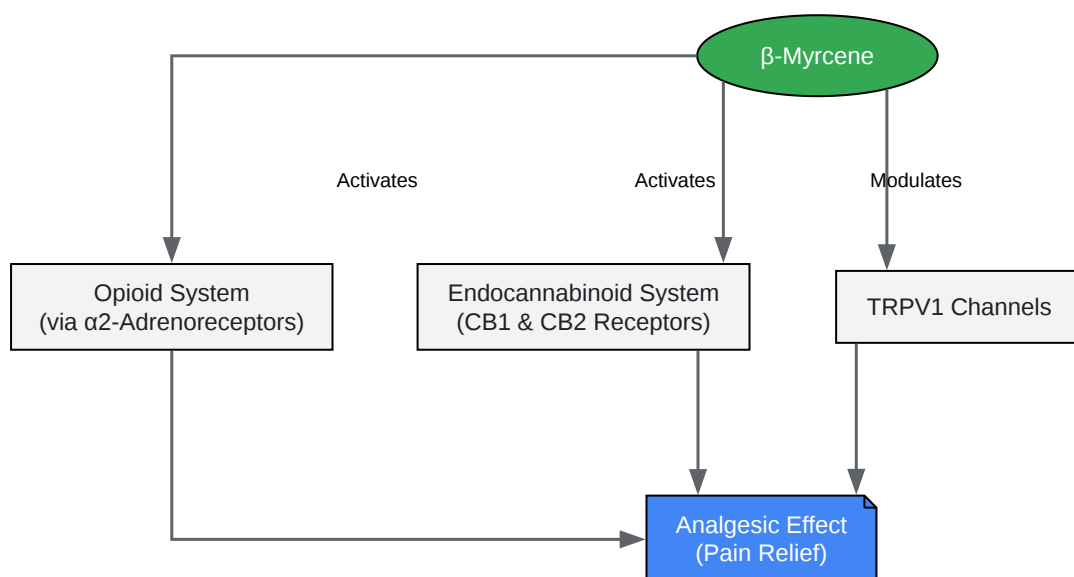 β-Myrcene
Activates
Activates
Modulates
Opioid System
(via α2-Adrenoreceptors)
Endocannabinoid System
(CB1 & CB2 Receptors)
TRPV1 Channels
Analgesic Effect
(Pain Relief)